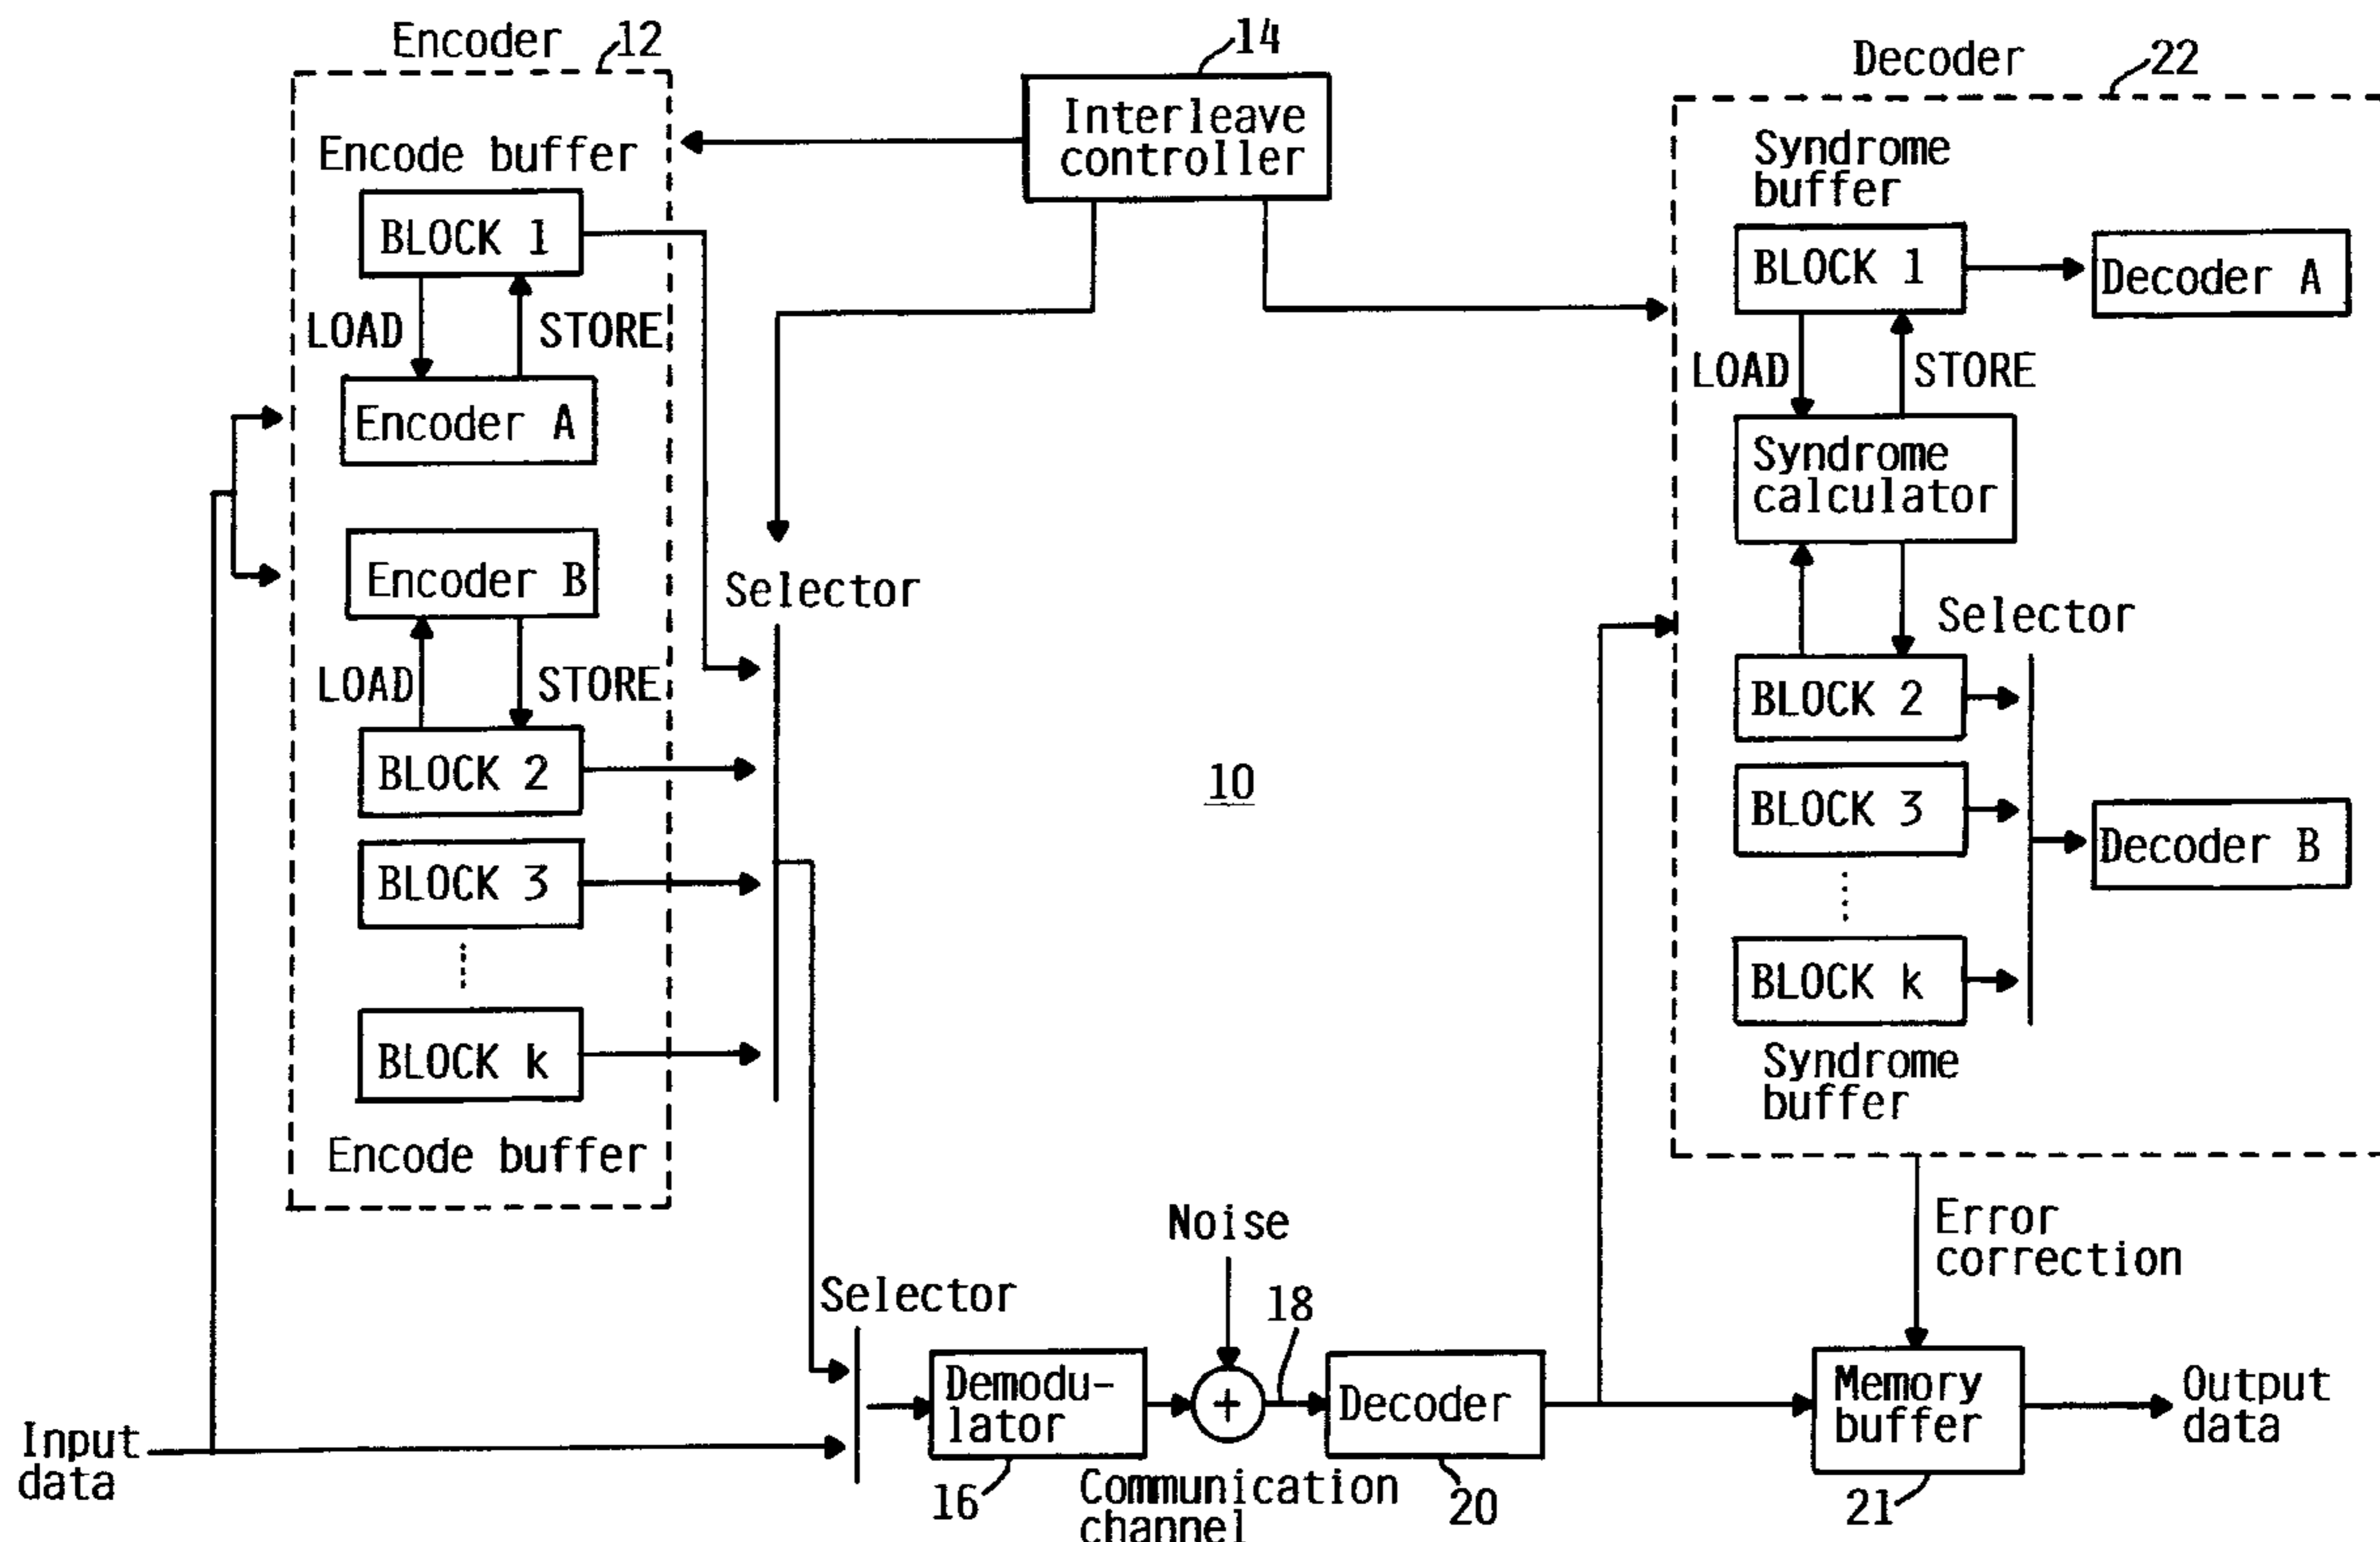 Encoder
12
Encode buffer
BLOCK 1
LOAD
STORE
Encoder A
Encoder B
LOAD
STORE
BLOCK 2
BLOCK 3
BLOCK k
Encode buffer
14
Interleave
controller
Selector
10
Decoder
22
Syndrome
buffer
BLOCK 1
Decoder A
LOAD
STORE
Syndrome
calculator
Selector
BLOCK 2
BLOCK 3
Decoder B
BLOCK k
Syndrome
buffer
Error
correction
Noise
Selector
18
Input
data
Demodu-
lator
16
+
Communication
channel
Decoder
20
Memory
buffer
21
Output
data